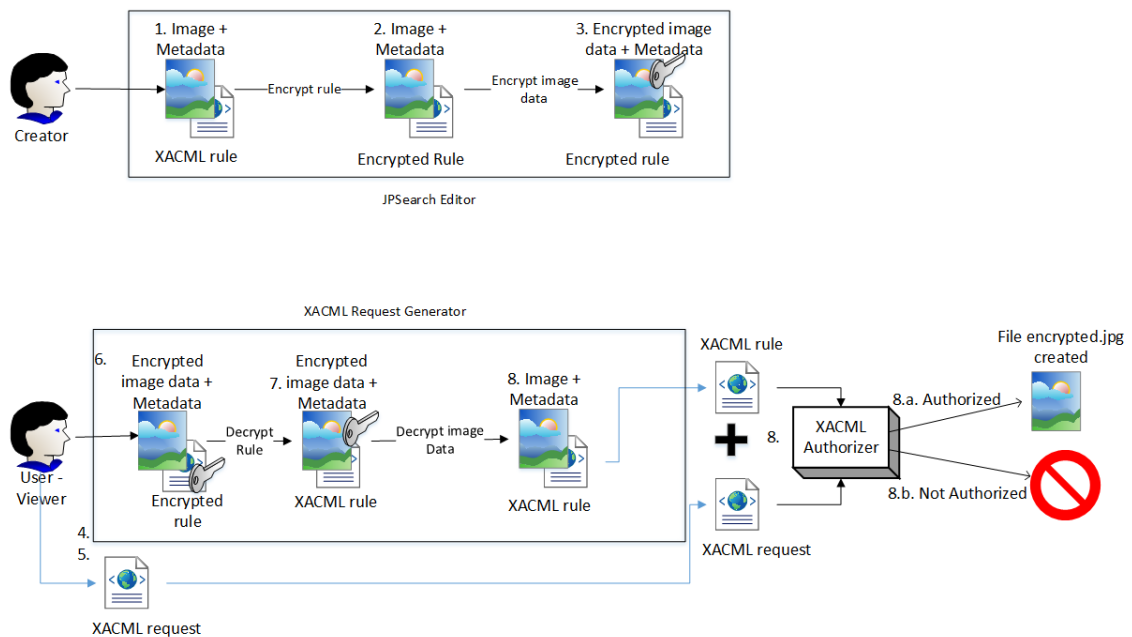 1. Image +
Metadata
2. Image +
Metadata
3. Encrypted image
data + Metadata
Encrypt rule
Encrypt image
data
Creator
XACML rule
Encrypted Rule
Encrypted rule
JPSearch Editor
XACML Request Generator
6.
Encrypted
image data +
Metadata
Encrypted
7. image data +
Metadata
8. Image +
Metadata
Decrypt
Rule
Decrypt image
Data
User -
Viewer
Encrypted
rule
XACML rule
XACML rule
4.
5.
XACML request
XACML rule
8.
XACML request
XACML
Authorizer
8.a. Authorized
8.b. Not Authorized
File encrypted.jpg
created